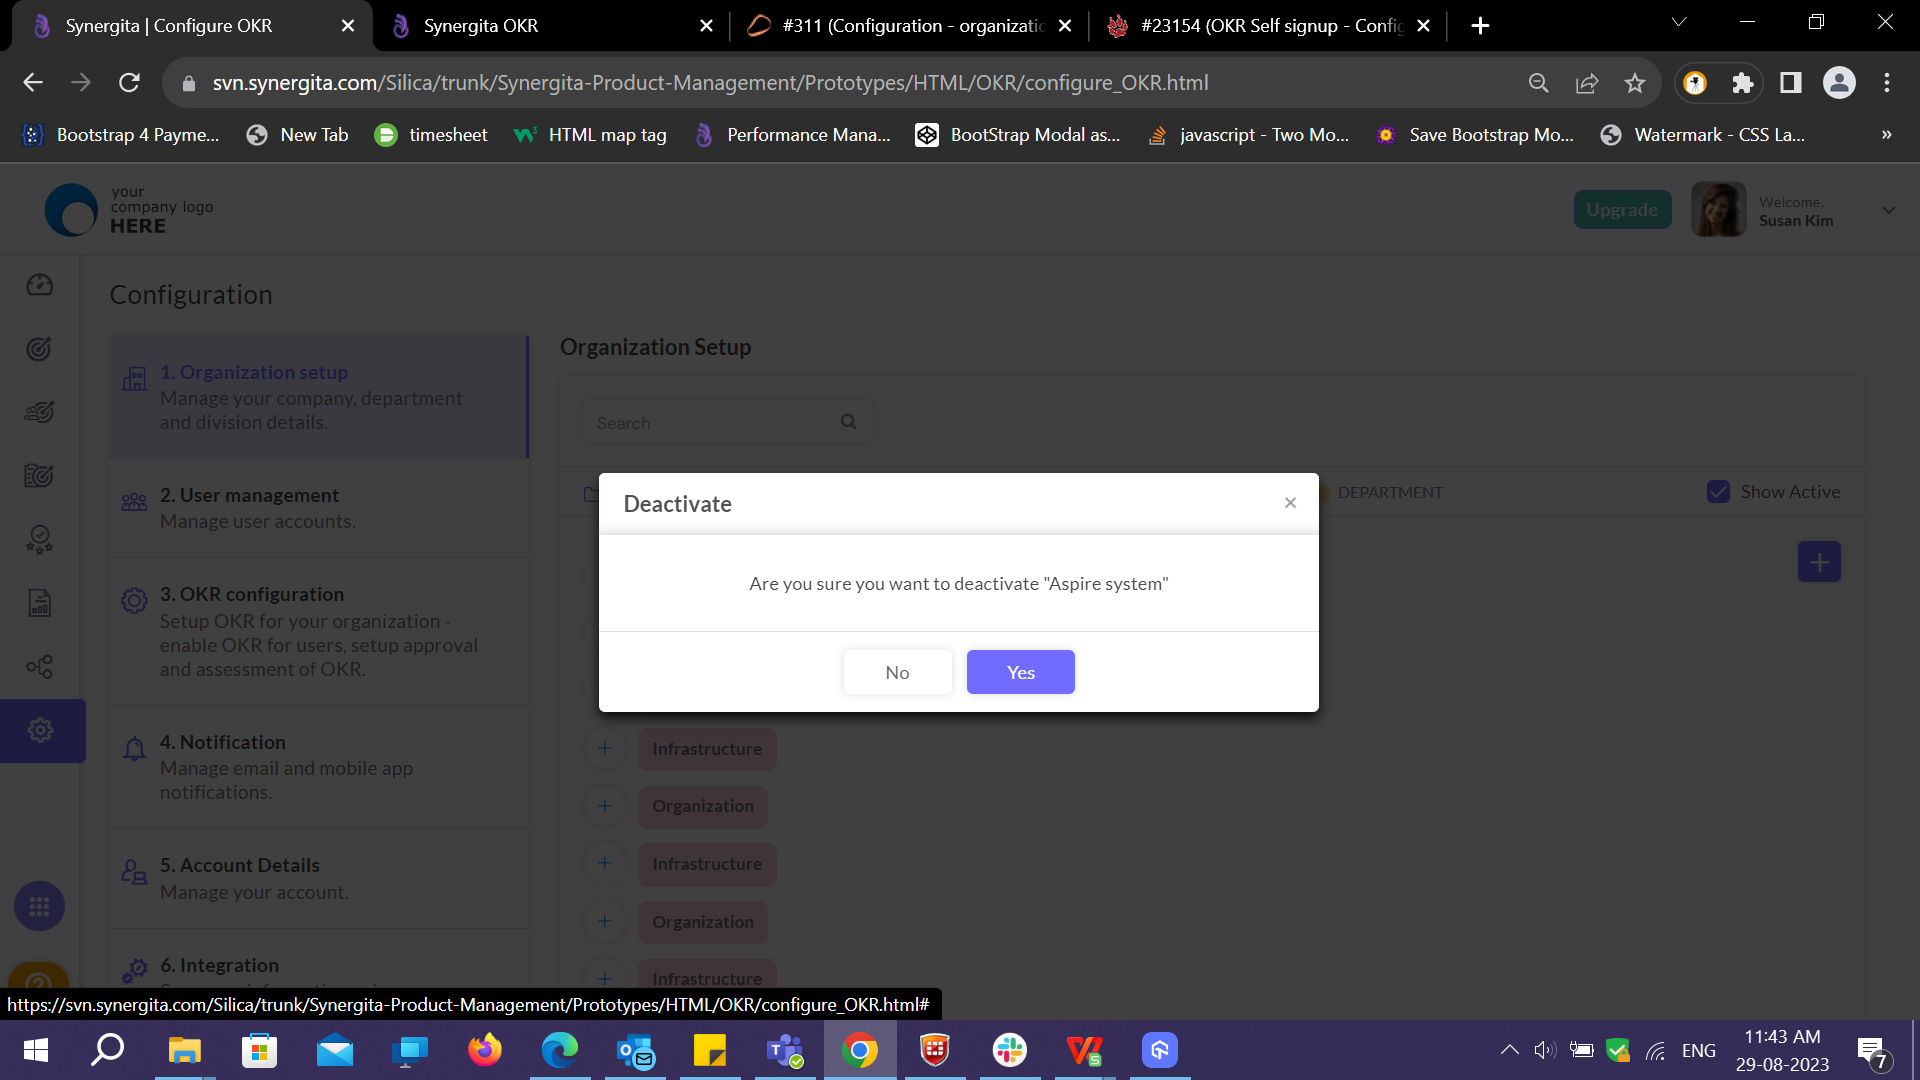 Synergita | Configure OKR
Synergita OKR
#311 (Configuration - organizatio
#23154 (OKR Self signup - Config
svn.synergita.com/Silica/trunk/Synergita-Product-Management/Prototypes/HTML/OKR/configure_OKR.html
Bootstrap 4 Payme...
New Tab
timesheet
HTML map tag
Performance Mana...
BootStrap Modal as...
javascript - Two Mo...
Save Bootstrap Mo...
Watermark - CSS La...
»
your
company logo
HERE
Upgrade
Welcome,
Susan Kim
Configuration
1. Organization setup
Manage your company, department
and division details.
2. User management
Manage user accounts.
3. OKR configuration
Setup OKR for your organization -
enable OKR for users, setup approval
and assessment of OKR.
4. Notification
Manage email and mobile app
notifications.
5. Account Details
Manage your account.
6. Integration
Organization Setup
Search
DEPARTMENT
Show Active
Deactivate
×
Are you sure you want to deactivate "Aspire system"
No
Yes
Infrastructure
Organization
Infrastructure
Organization
Infrastructure
https://svn.synergita.com/Silica/trunk/Synergita-Product-Management/Prototypes/HTML/OKR/configure_OKR.html#
ENG
11:43 AM
29-08-2023
7